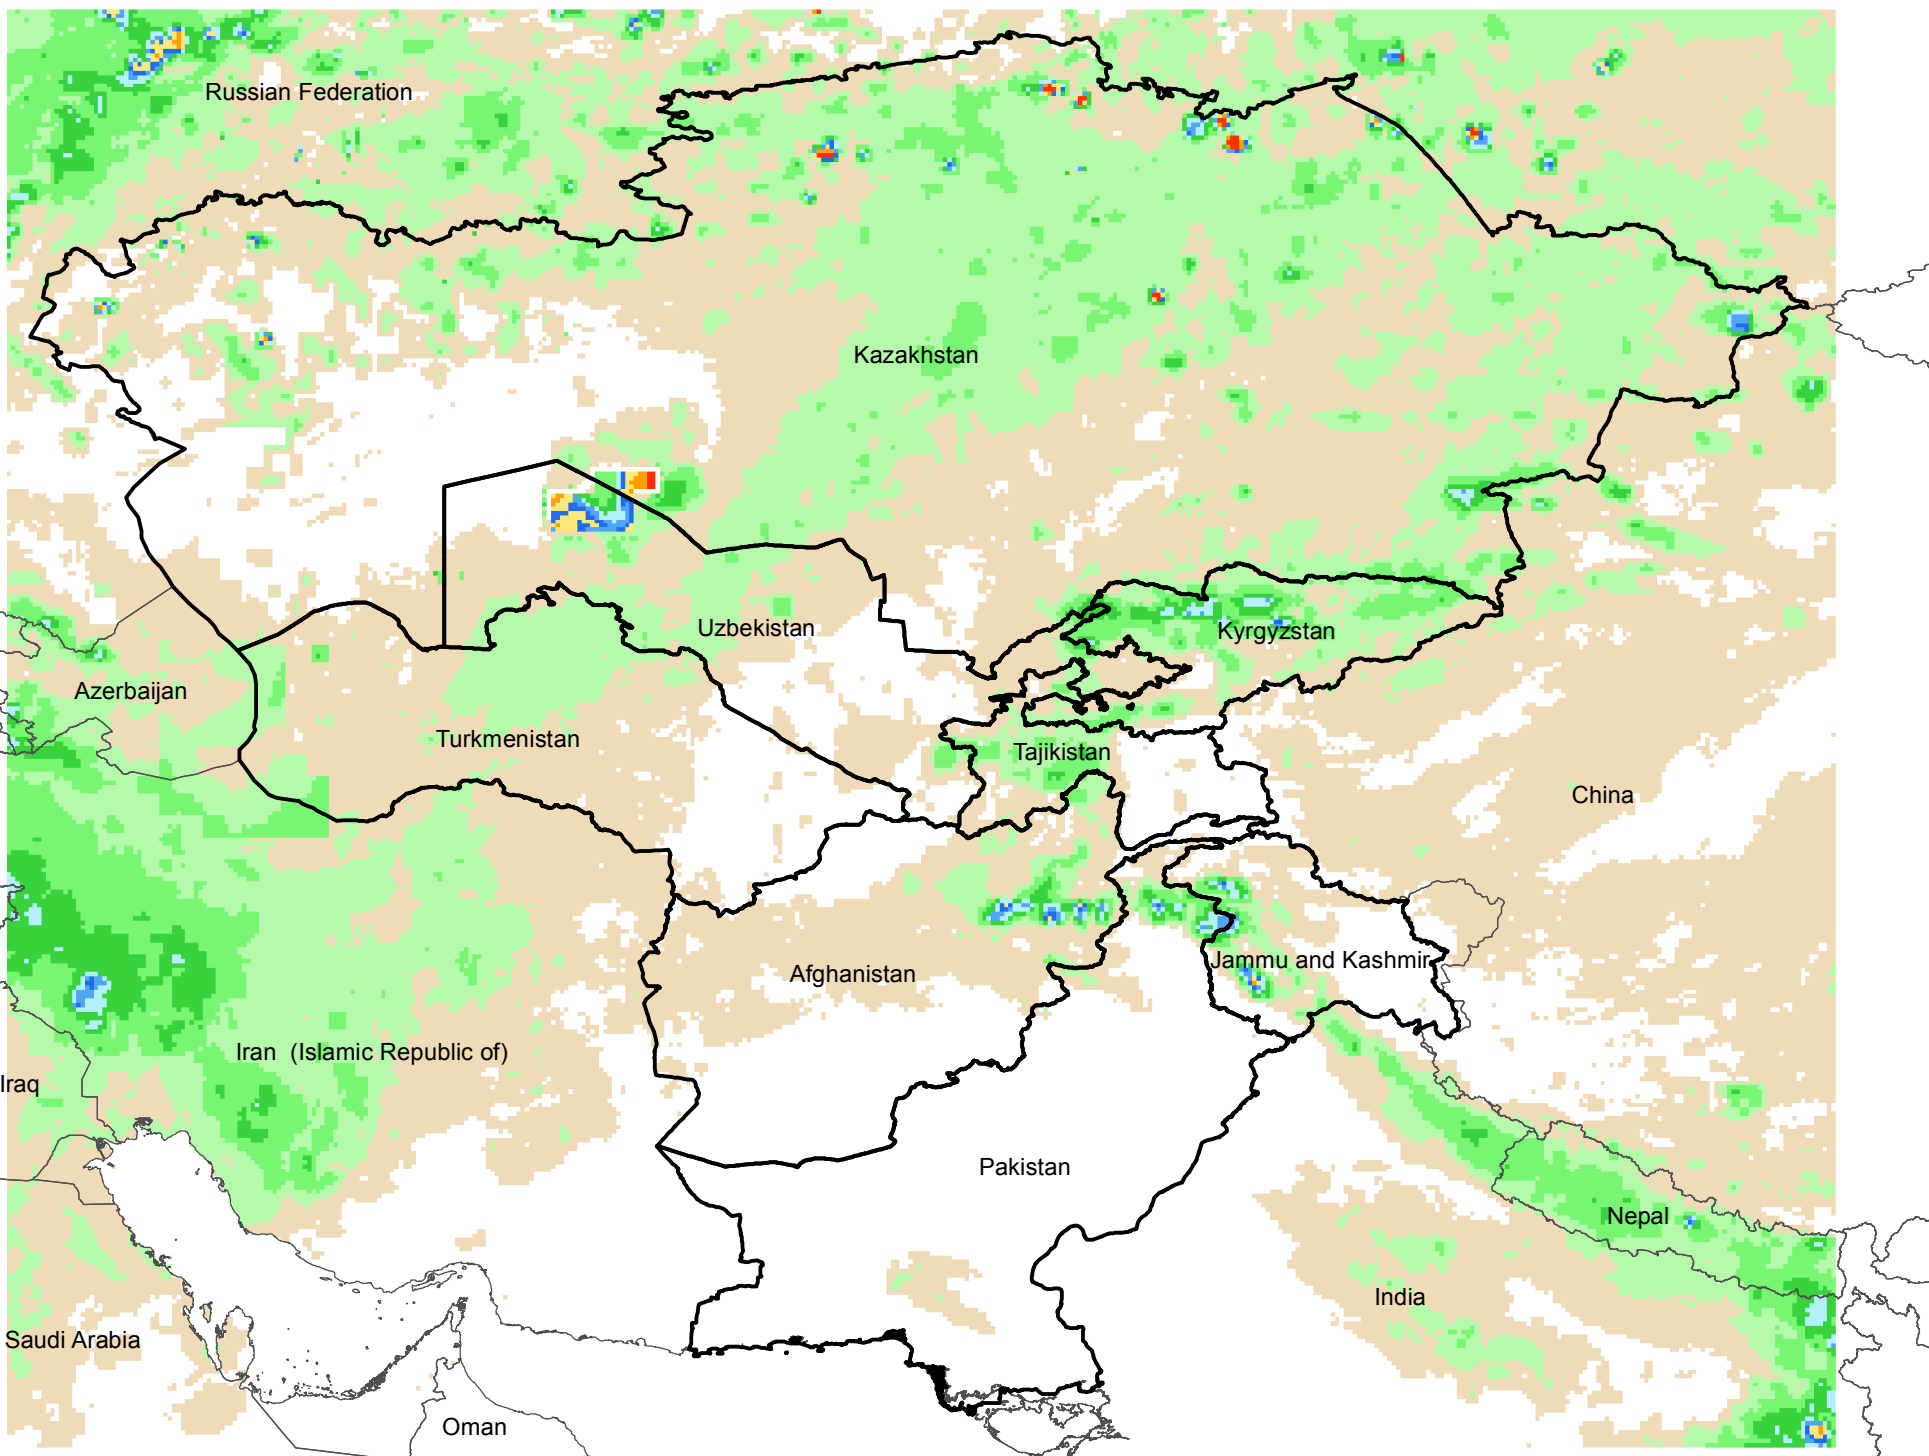 Russian Federation
Kazakhstan
Uzbekistan
Kyrgyzstan
Azerbaijan
Turkmenistan
Tajikistan
China
Afghanistan
Jammu and Kashmir
Iran (Islamic Republic of)
Iraq
Pakistan
Nepal
India
Saudi Arabia
Oman